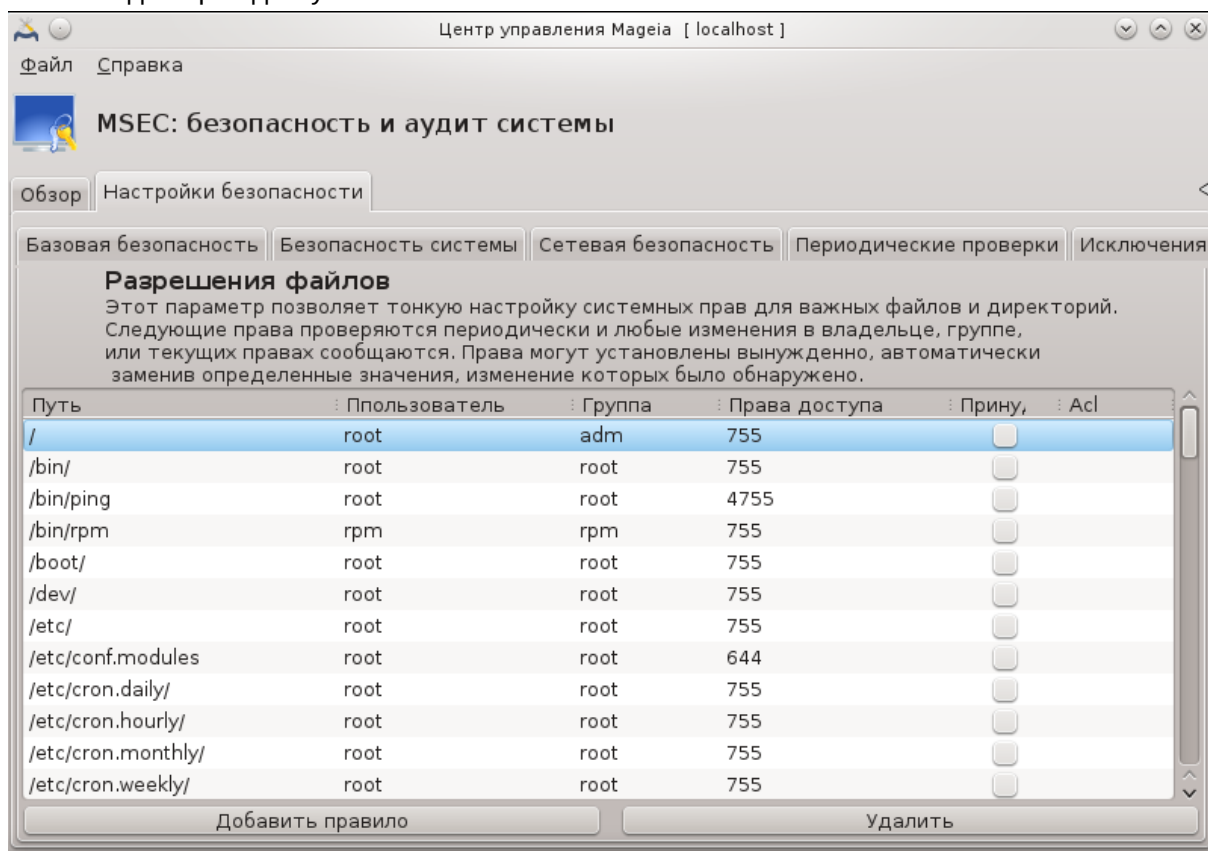 Центр управления Mageia [ localhost ]
Файл Справка
MSEC: безопасность и аудит системы
Обзор Настройки безопасности <
Базовая безопасность Безопасность системы Сетевая безопасность Периодические проверки Исключения
Разрешения файлов
Этот параметр позволяет тонкую настройку системных прав для важных файлов и директорий.
Следующие права проверяются периодически и любые изменения в владельце, группе,
или текущих правах сообщаются. Права могут установлены вынужденно, автоматически
заменив определенные значения, изменение которых было обнаружено.
Путь Ппользователь Группа Права доступа Прину, Acl
/ root adm 755
/bin/ root root 755
/bin/ping root root 4755
/bin/rpm rpm rpm 755
/boot/ root root 755
/dev/ root root 755
/etc/ root root 755
/etc/conf.modules root root 644
/etc/cron.daily/ root root 755
/etc/cron.hourly/ root root 755
/etc/cron.monthly/ root root 755
/etc/cron.weekly/ root root 755
Добавить правило Удалить